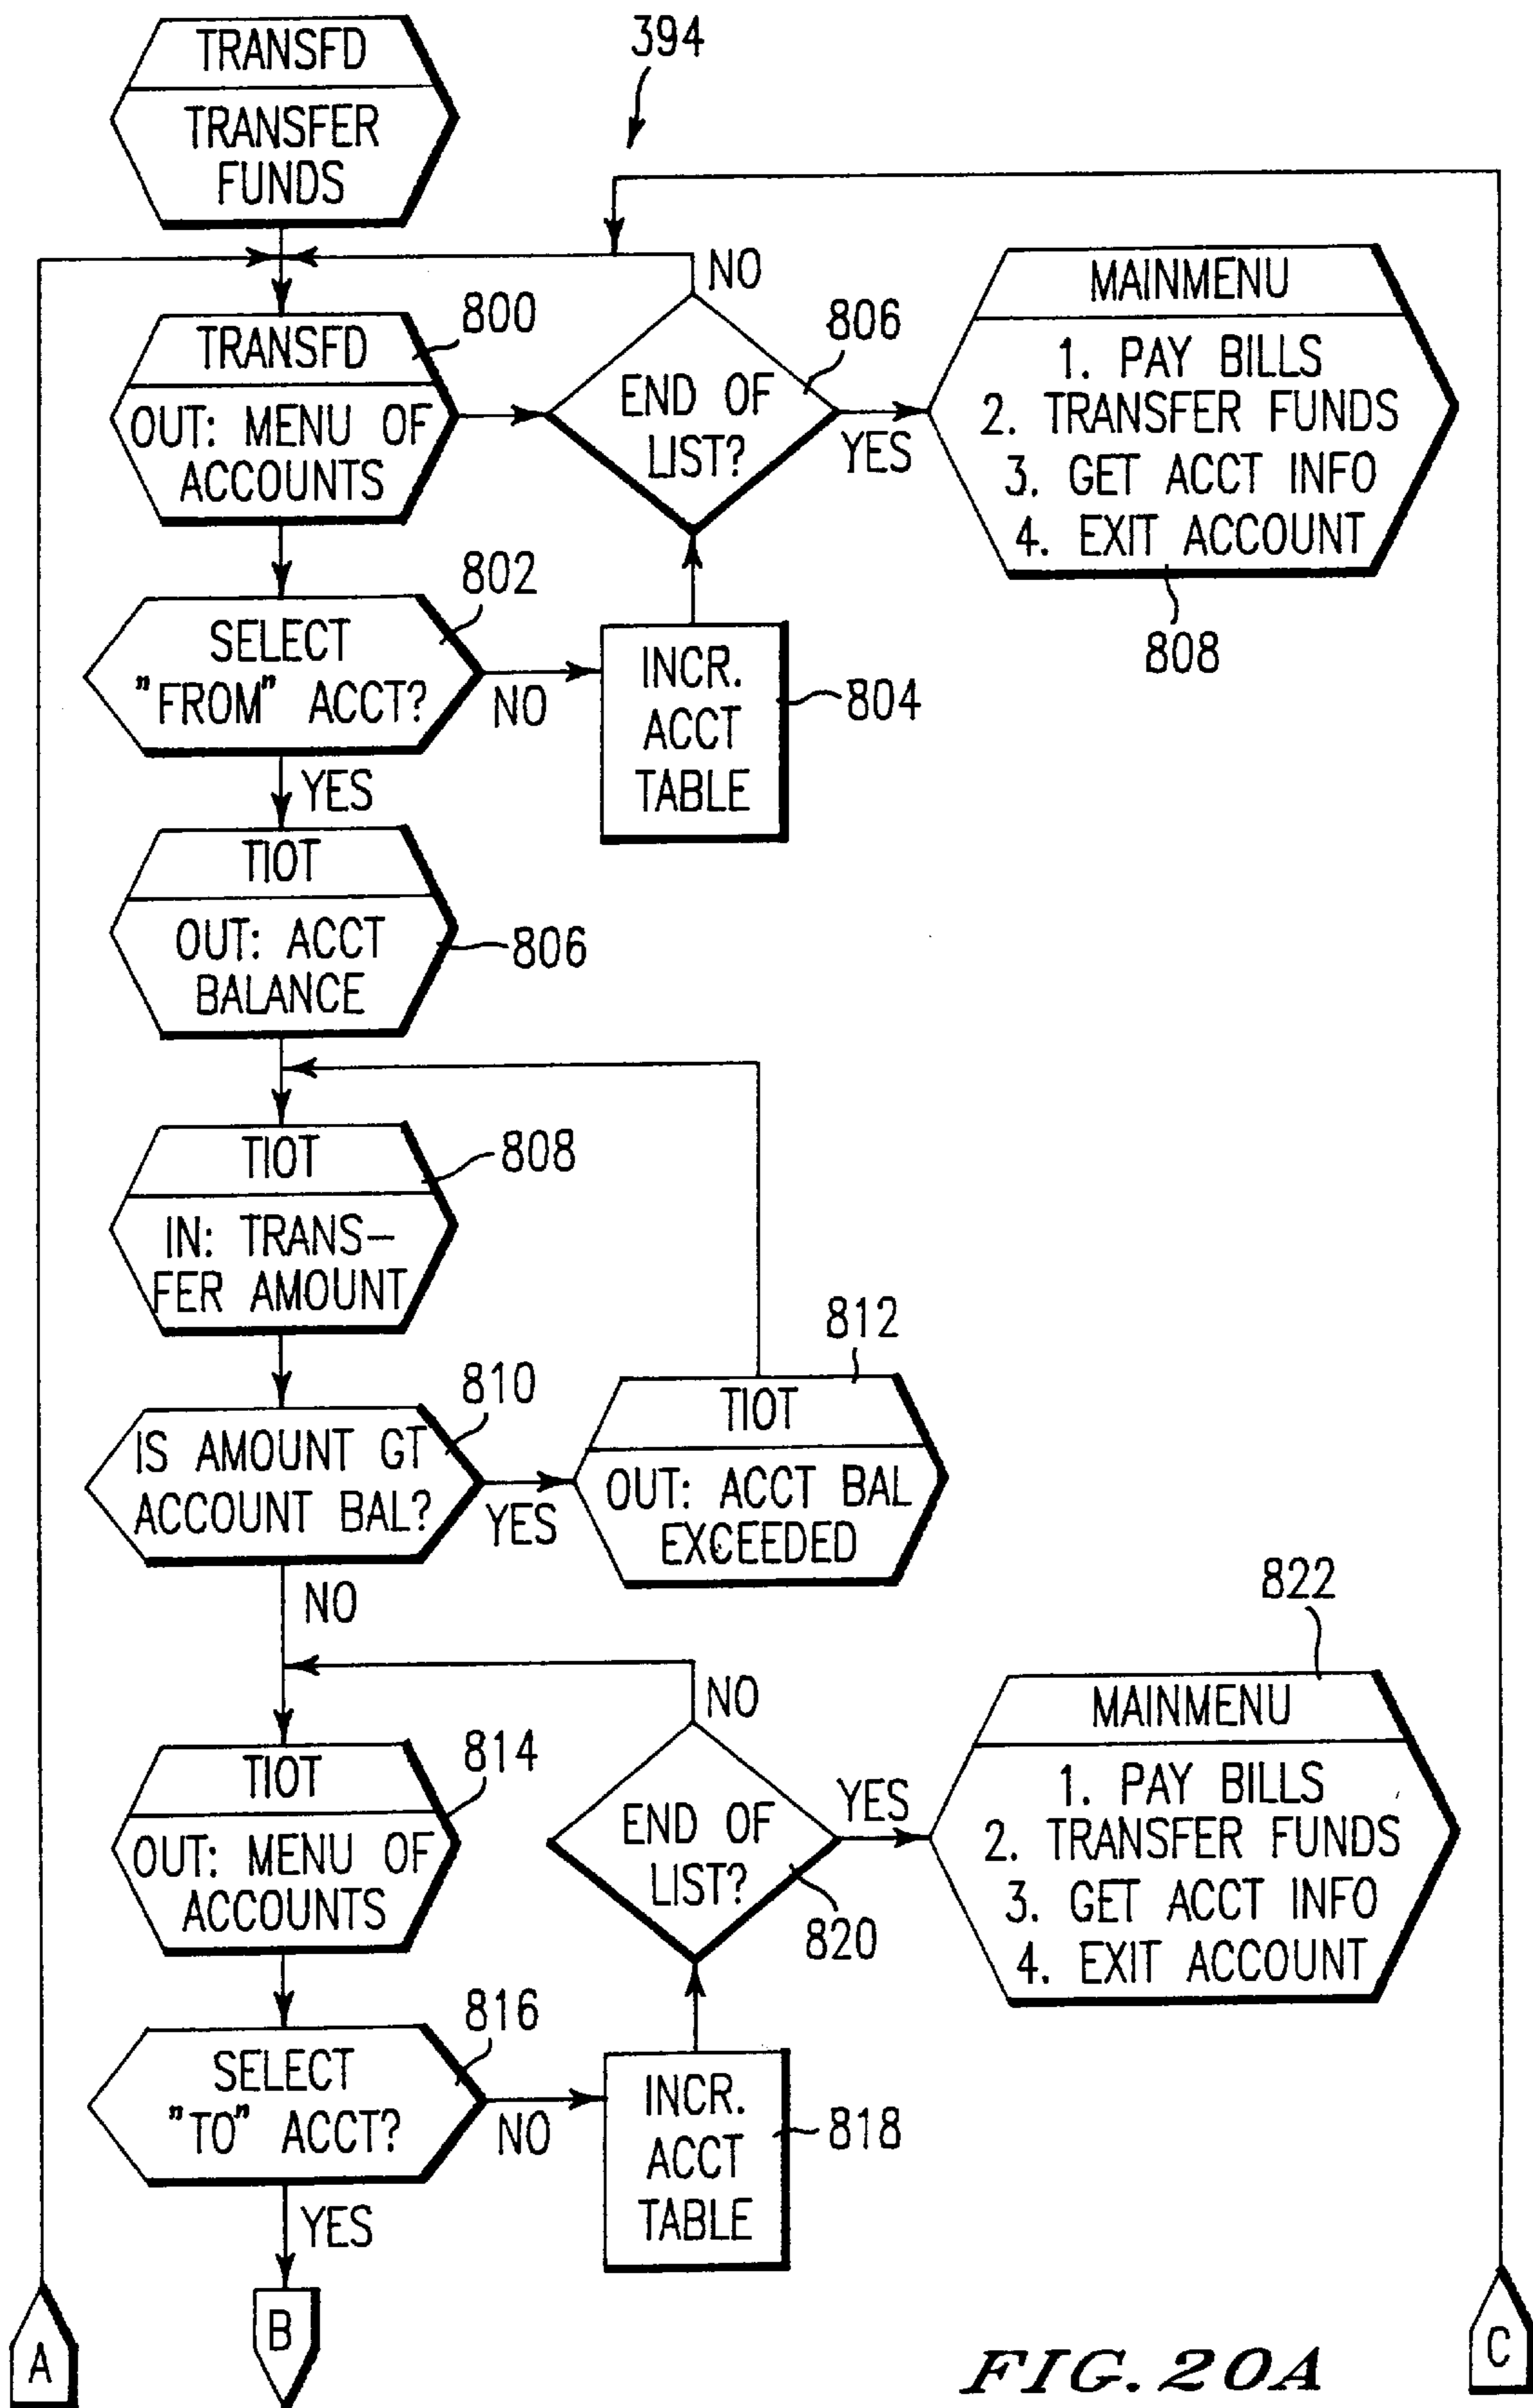 TRANSFD
TRANSFER
FUNDS
394
NO
TRANSFD
OUT: MENU OF
ACCOUNTS
800
END OF
LIST?
806
YES
MAINMENU
1. PAY BILLS
2. TRANSFER FUNDS
3. GET ACCT INFO
4. EXIT ACCOUNT
808
SELECT
"FROM" ACCT?
802
NO
YES
INCR.
ACCT
TABLE
804
TIOT
OUT: ACCT
BALANCE
806
TIOT
IN: TRANS-
FER AMOUNT
808
IS AMOUNT GT
ACCOUNT BAL?
810
YES
NO
812
TIOT
OUT: ACCT BAL
EXCEEDED
TIOT
OUT: MENU OF
ACCOUNTS
814
NO
END OF
LIST?
820
YES
822
MAINMENU
1. PAY BILLS
2. TRANSFER FUNDS
3. GET ACCT INFO
4. EXIT ACCOUNT
SELECT
"TO" ACCT?
816
NO
YES
INCR.
ACCT
TABLE
818
A
B
C
FIG. 20A